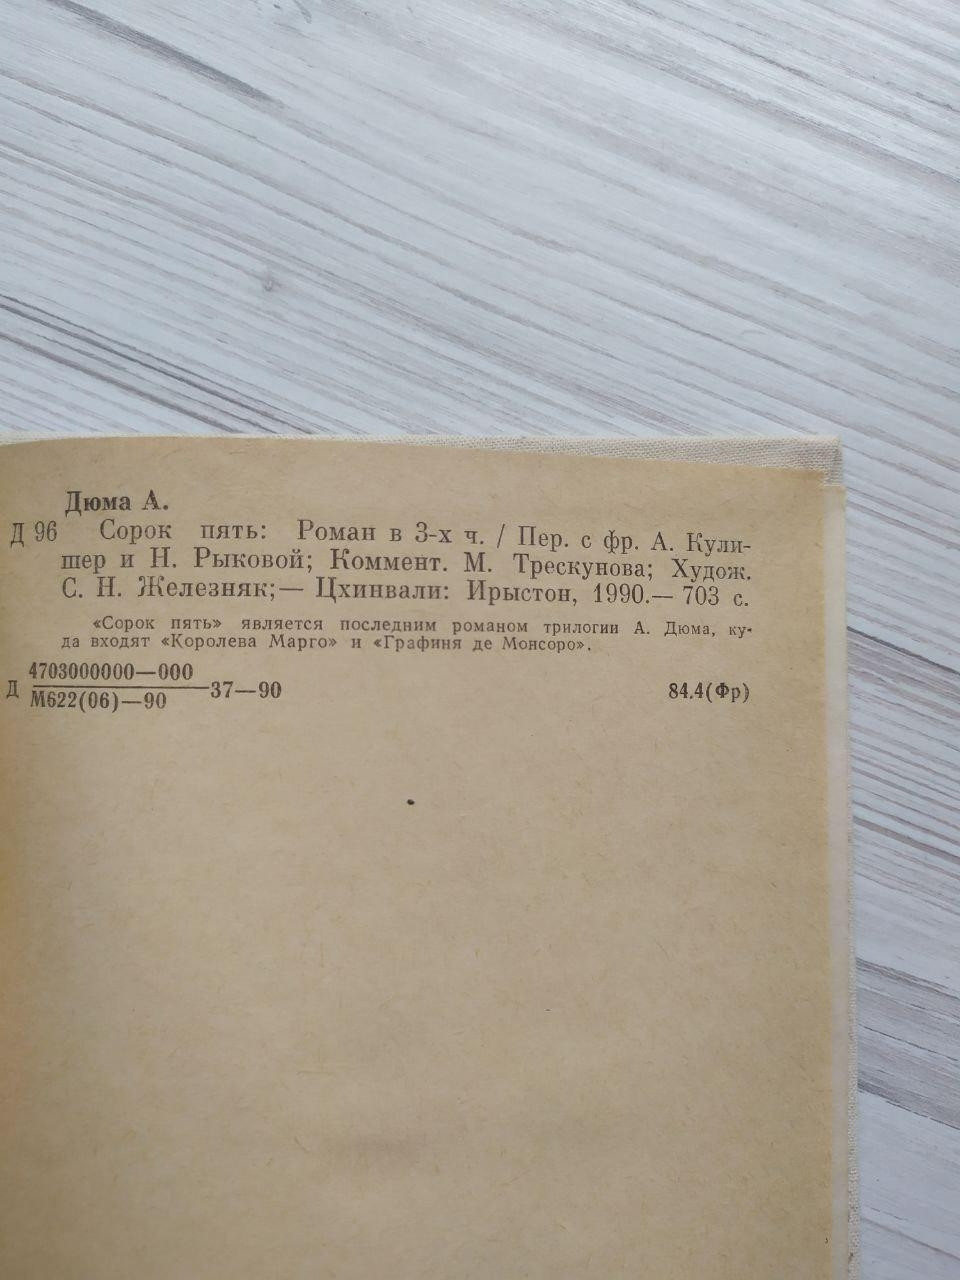 Дюма А.
Д 96 Сорок пять: Роман в 3-х ч. / Пер. с фр. А. Кули-
шер и Н. Рыковой; Коммент. М. Трескунова; Худож.
С. Н. Железняк;— Цхинвали: Ирыстон, 1990.— 703 с.
«Сорок пять» является последним романом трилогии А. Дюма, ку-
да входят «Королева Марго» и «Графиня де Монсоро».
4703000000—000
Д 37—90 84.4(Фр)
М622(06)—90